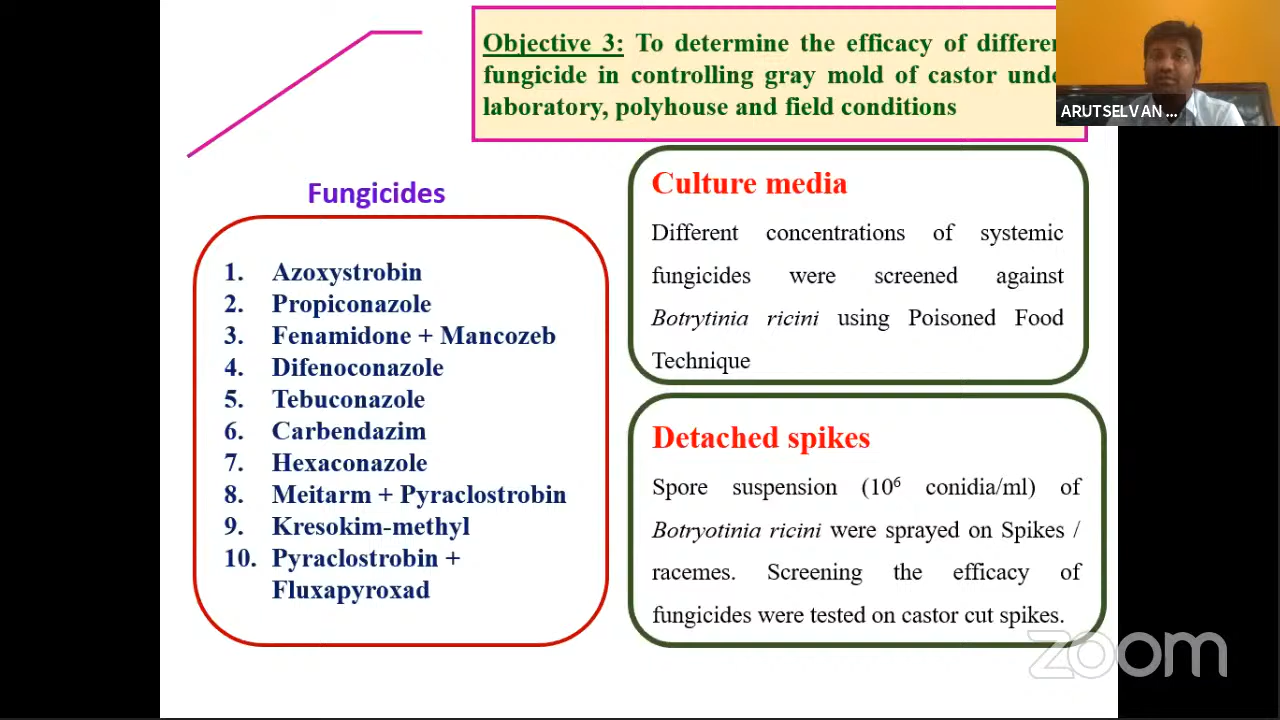 Objective 3: To determine the efficacy of differen
fungicide in controlling gray mold of castor unde
laboratory, polyhouse and field conditions
ARUTSELVAN ...
Fungicides
1. Azoxystrobin
2. Propiconazole
3. Fenamidone + Mancozeb
4. Difenoconazole
5. Tebuconazole
6. Carbendazim
7. Hexaconazole
8. Meitarm + Pyraclostrobin
9. Kresokim-methyl
10. Pyraclostrobin +
Fluxapyroxad
Culture media
Different concentrations of systemic
fungicides were screened against
Botrytinia ricini using Poisoned Food
Technique
Detached spikes
Spore suspension (10⁶ conidia/ml) of
Botryotinia ricini were sprayed on Spikes /
racemes. Screening the efficacy of
fungicides were tested on castor cut spikes.
zoom